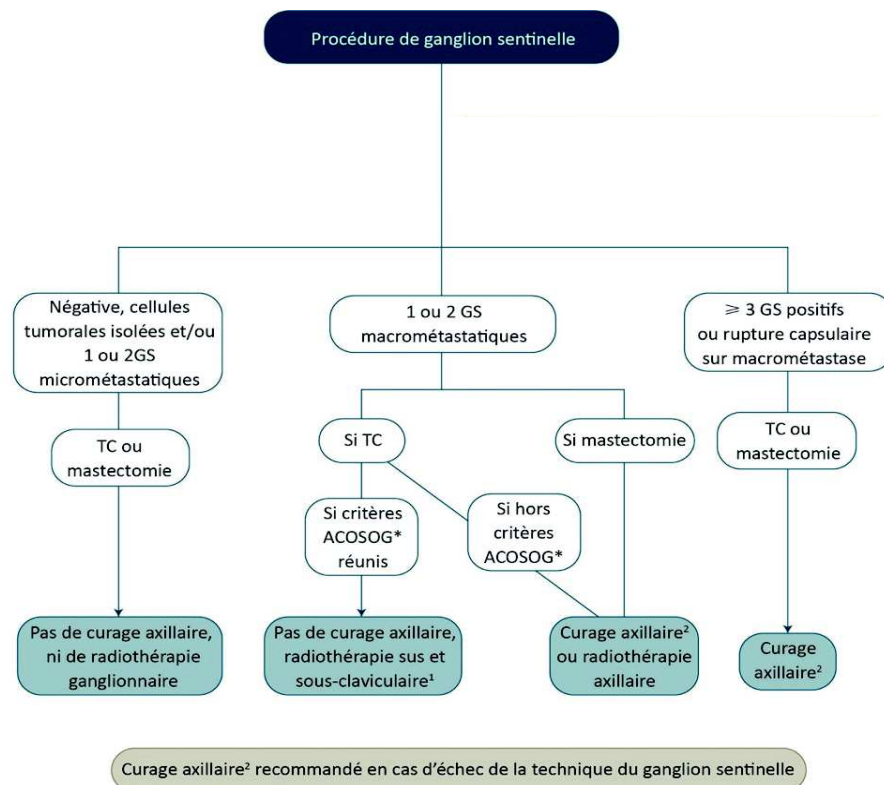 Procédure de ganglion sentinelle
Négative, cellules
tumorales isolées et/ou
1 ou 2GS
micrométastatiques
1 ou 2 GS
macrométastatiques
⩾ 3 GS positifs
ou rupture capsulaire
sur macrométastase
TC ou
mastectomie
Si TC
Si mastectomie
TC ou
mastectomie
Si critères
ACOSOG*
réunis
Si hors
critères
ACOSOG*
Pas de curage axillaire,
ni de radiothérapie
ganglionnaire
Pas de curage axillaire,
radiothérapie sus et
sous-claviculaire¹
Curage axillaire²
ou radiothérapie
axillaire
Curage
axillaire²
Curage axillaire² recommandé en cas d’échec de la technique du ganglion sentinelle